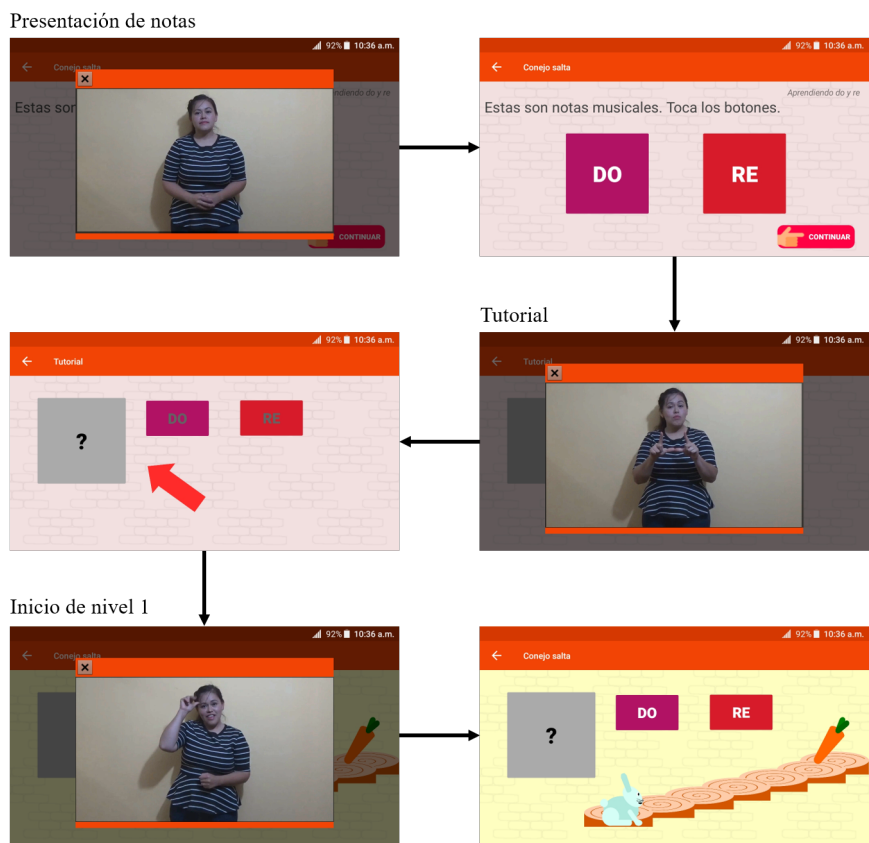 Presentación de notas
92% 10:36 a.m.
Conejo salta
ndiendo do y re
Estas son
CONTINUAR
92% 10:36 a.m.
Conejo salta
Aprendiendo do y re
Estas son notas musicales. Toca los botones.
DO RE
CONTINUAR
Tutorial
92% 10:36 a.m.
Tutorial
? DO RE
92% 10:36 a.m.
Tutorial
Inicio de nivel 1
92% 10:36 a.m.
Conejo salta
92% 10:36 a.m.
Conejo salta
? DO RE